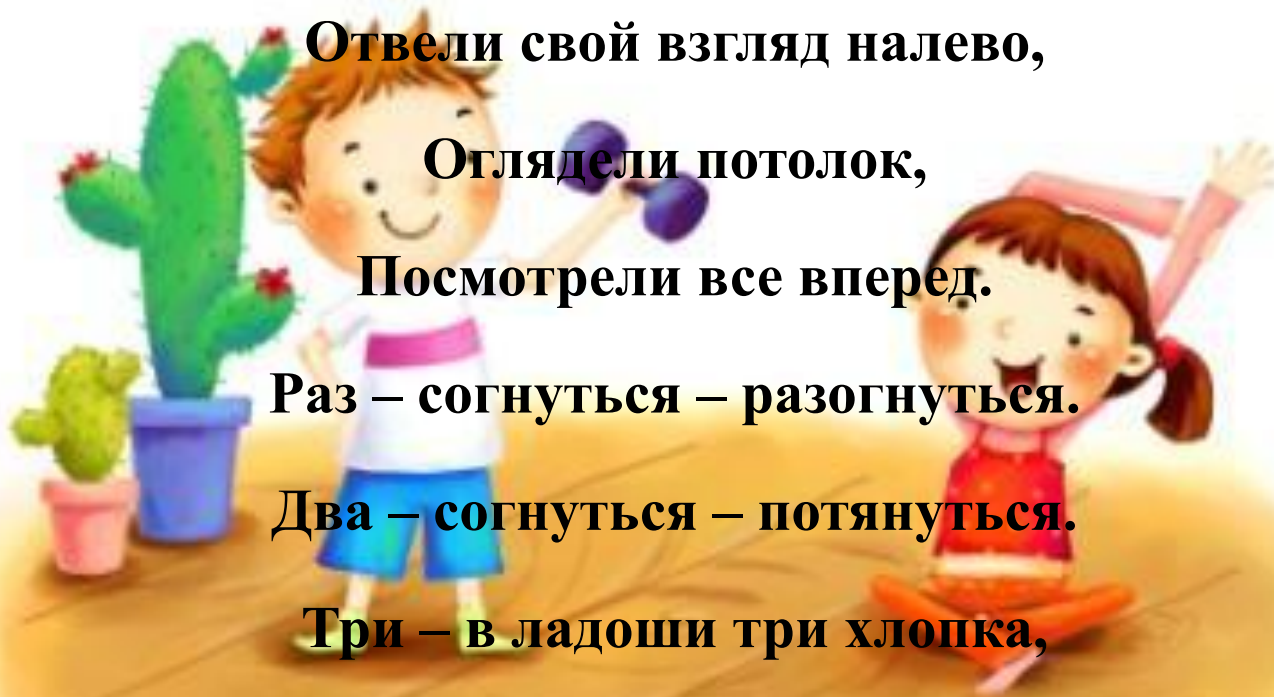 Отвели свой взгляд налево,
Оглядели потолок,
Посмотрели все вперед.
Раз – согнуться – разогнуться.
Два – согнуться – потянуться.
Три – в ладоши три хлопка,